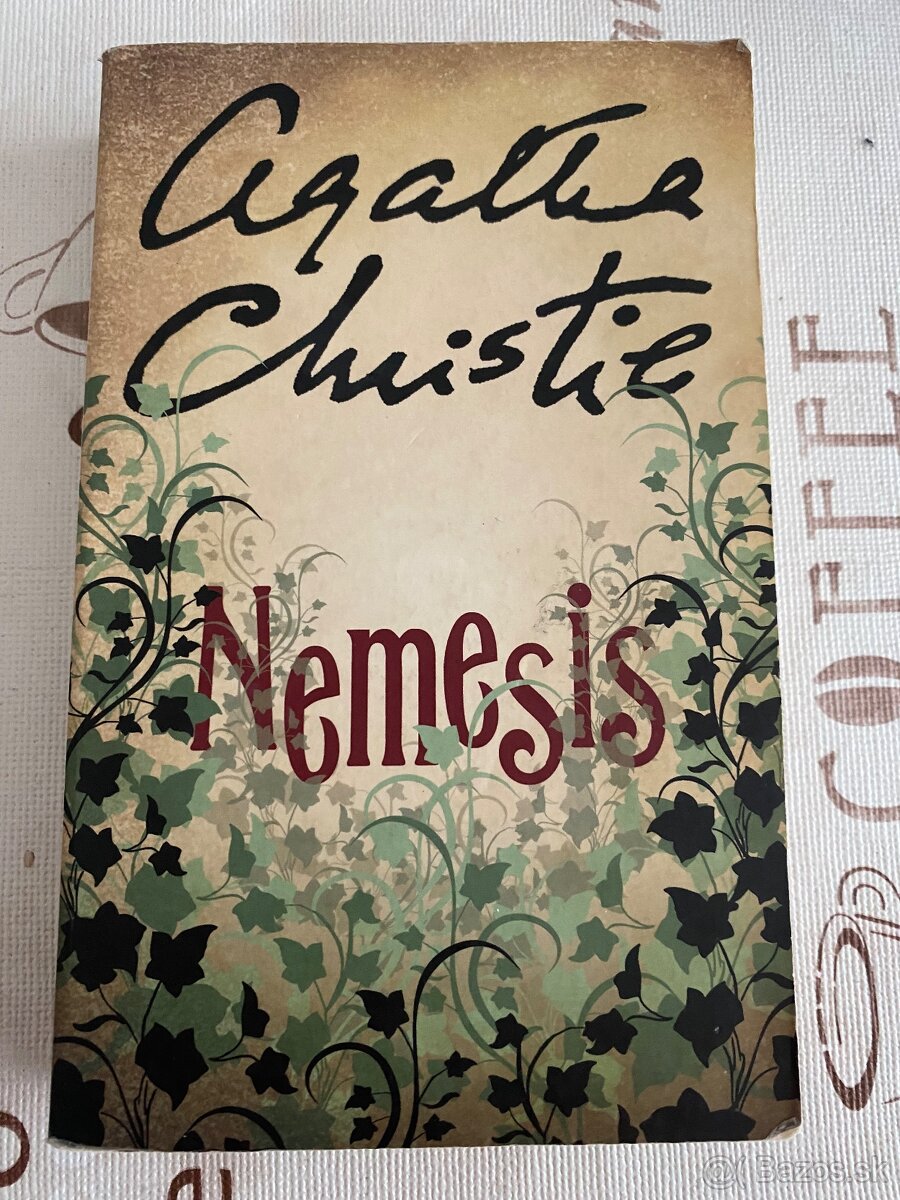 Agatha
Christie
Nemesis
COFFEE
@( Bazos.sk